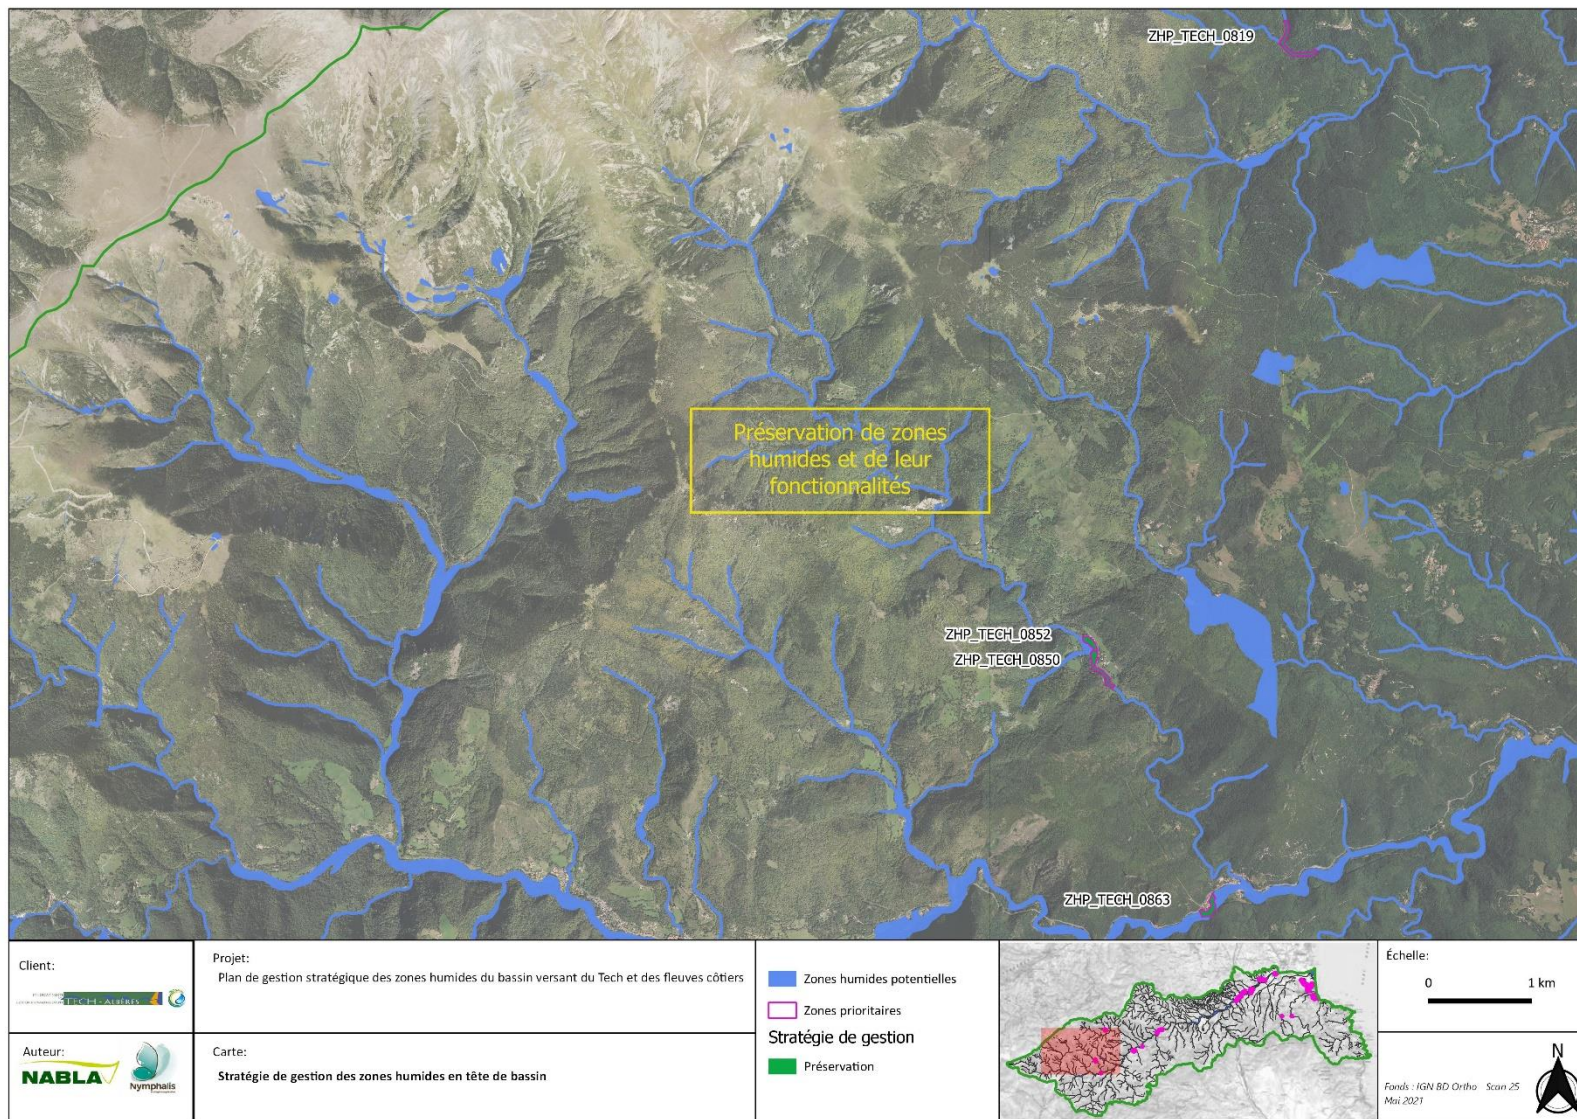 ZHP_TECH_0819
Préservation de zones
humides et de leur
fonctionnalités
ZHP_TECH_0852
ZHP_TECH_0850
ZHP_TECH_0863
Client:
TECH - ALBÈRES
Projet:
Plan de gestion stratégique des zones humides du bassin versant du Tech et des fleuves côtiers
Auteur:
NABLA
Nymphalis
Carte:
Stratégie de gestion des zones humides en tête de bassin
Zones humides potentielles
Zones prioritaires
Stratégie de gestion
Préservation
Échelle:
0 1 km
Fonds : IGN BD Ortho Scan 25
Mai 2021
N